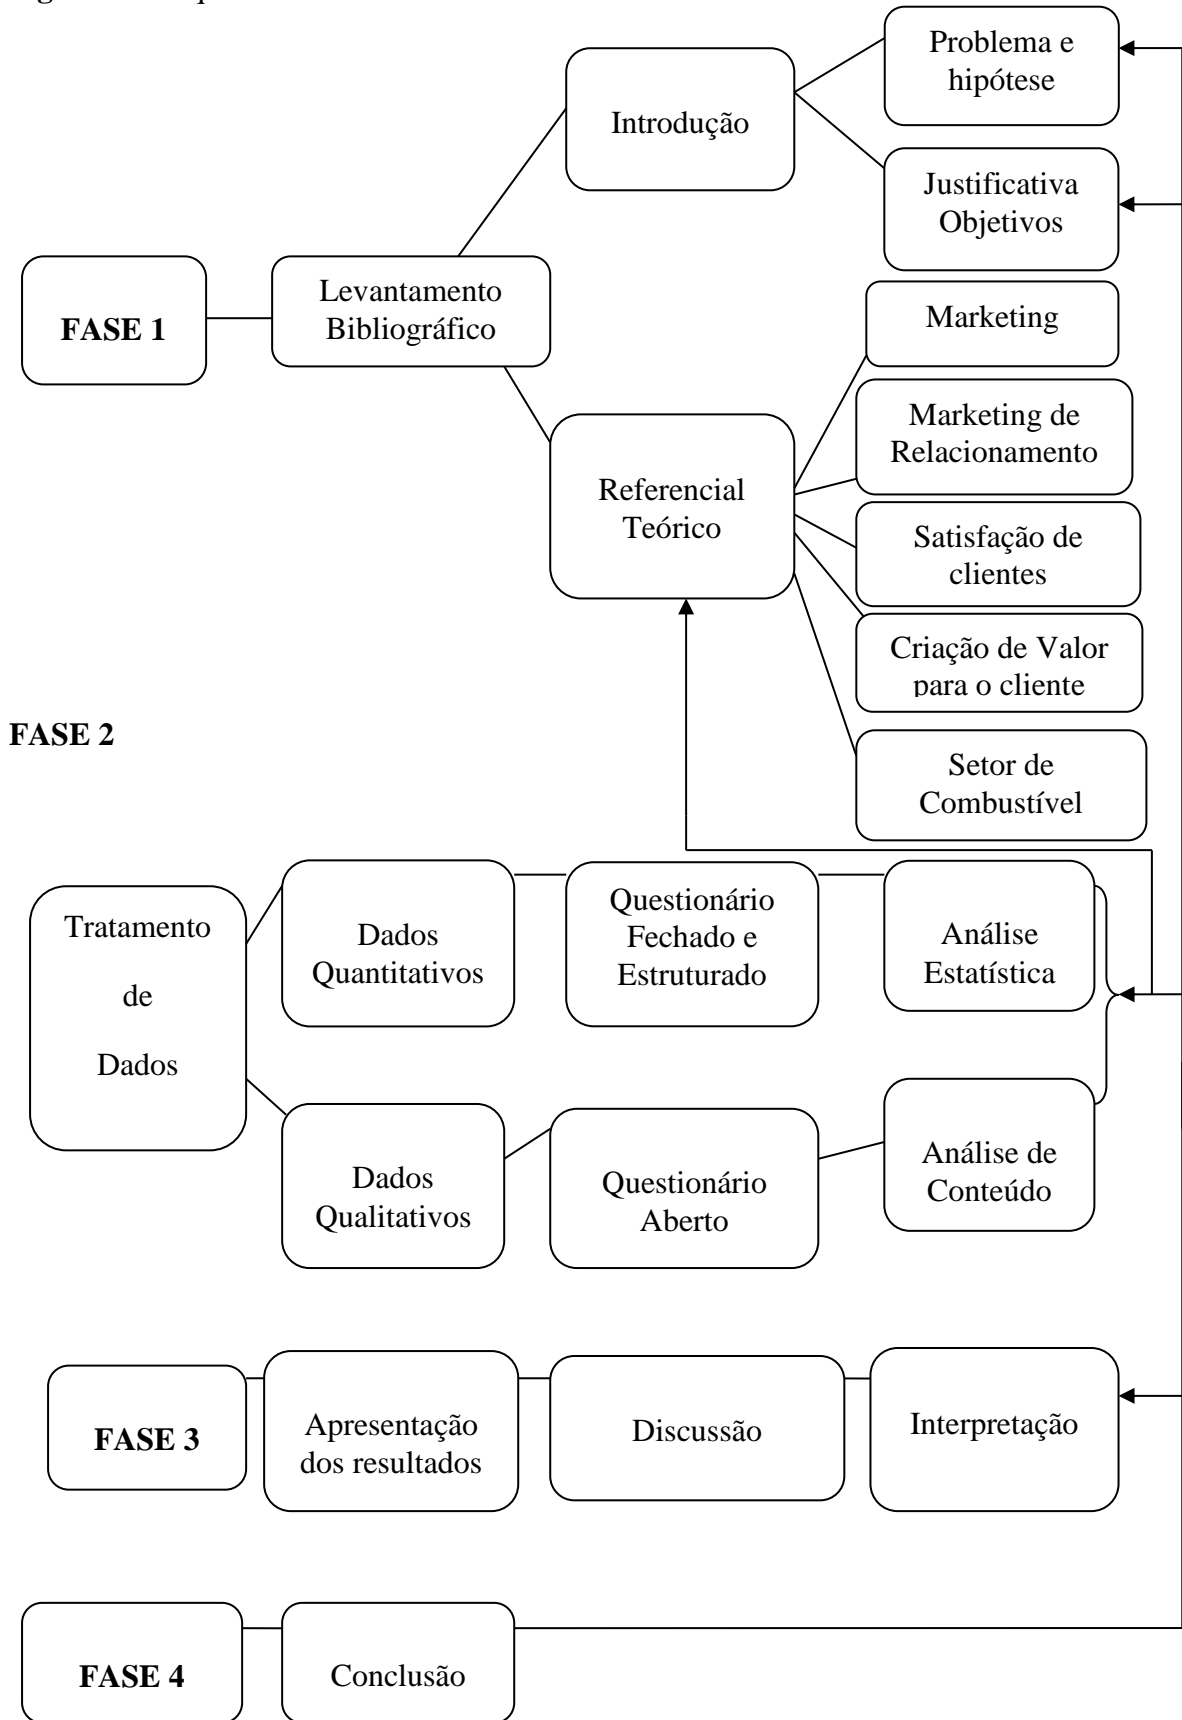 Problema e
hipótese
Introdução
Justificativa
Objetivos
Levantamento
Bibliográfico
FASE 1
Marketing
Marketing de
Relacionamento
Referencial
Teórico
Satisfação de
clientes
Criação de Valor
para o cliente
FASE 2
Setor de
Combustível
Tratamento
de
Dados
Dados
Quantitativos
Questionário
Fechado e
Estruturado
Análise
Estatística
Dados
Qualitativos
Questionário
Aberto
Análise de
Conteúdo
FASE 3
Apresentação
dos resultados
Discussão
Interpretação
FASE 4
Conclusão